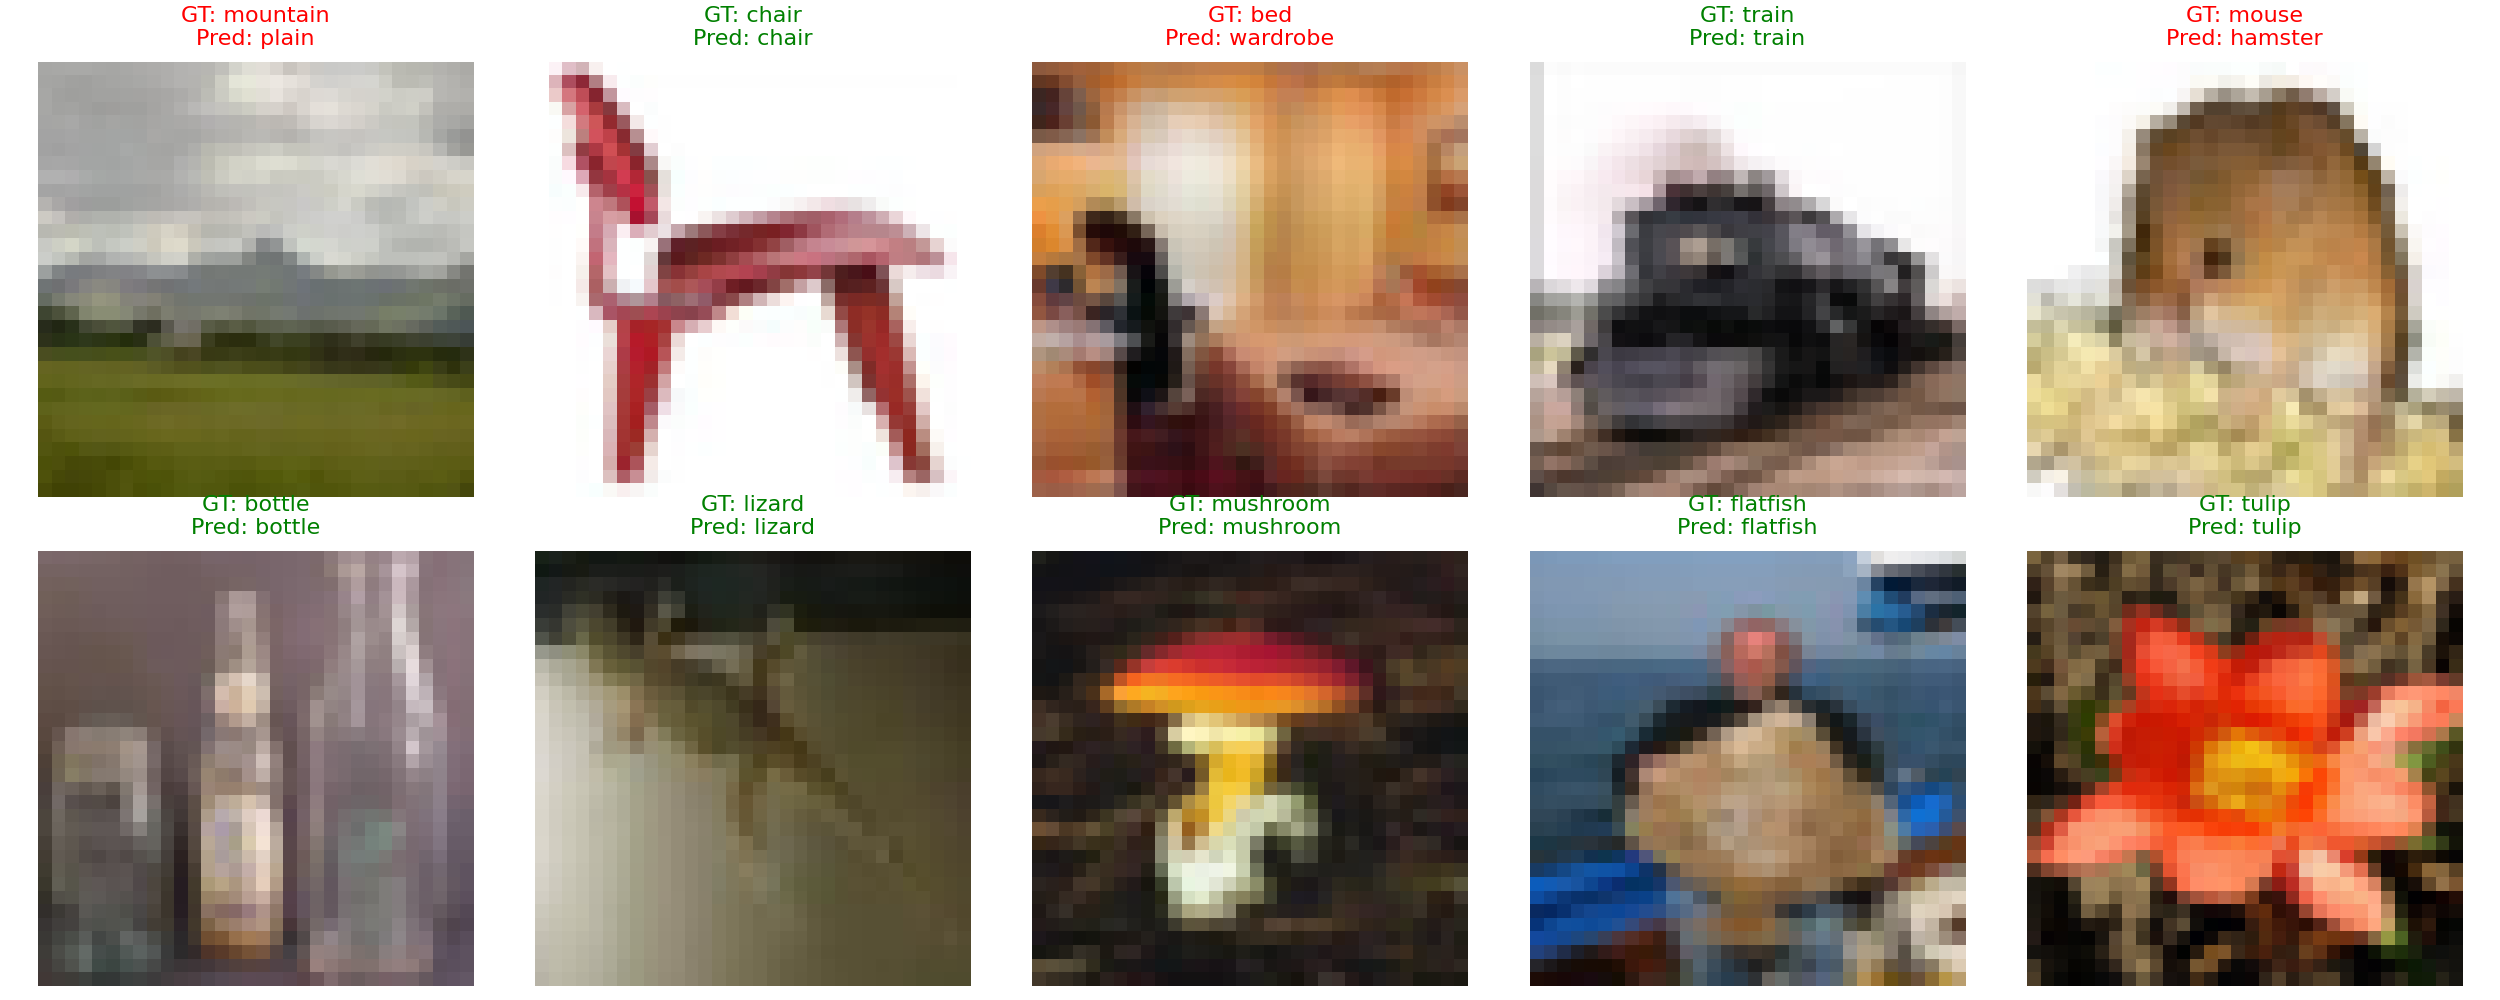 GT: mountain
Pred: plain
GT: chair
Pred: chair
GT: bed
Pred: wardrobe
GT: train
Pred: train
GT: mouse
Pred: hamster
GT: bottle
Pred: bottle
GT: lizard
Pred: lizard
GT: mushroom
Pred: mushroom
GT: flatfish
Pred: flatfish
GT: tulip
Pred: tulip